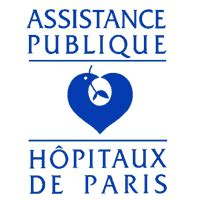 ASSISTANCE
PUBLIQUE
HÔPITAUX
DE PARIS